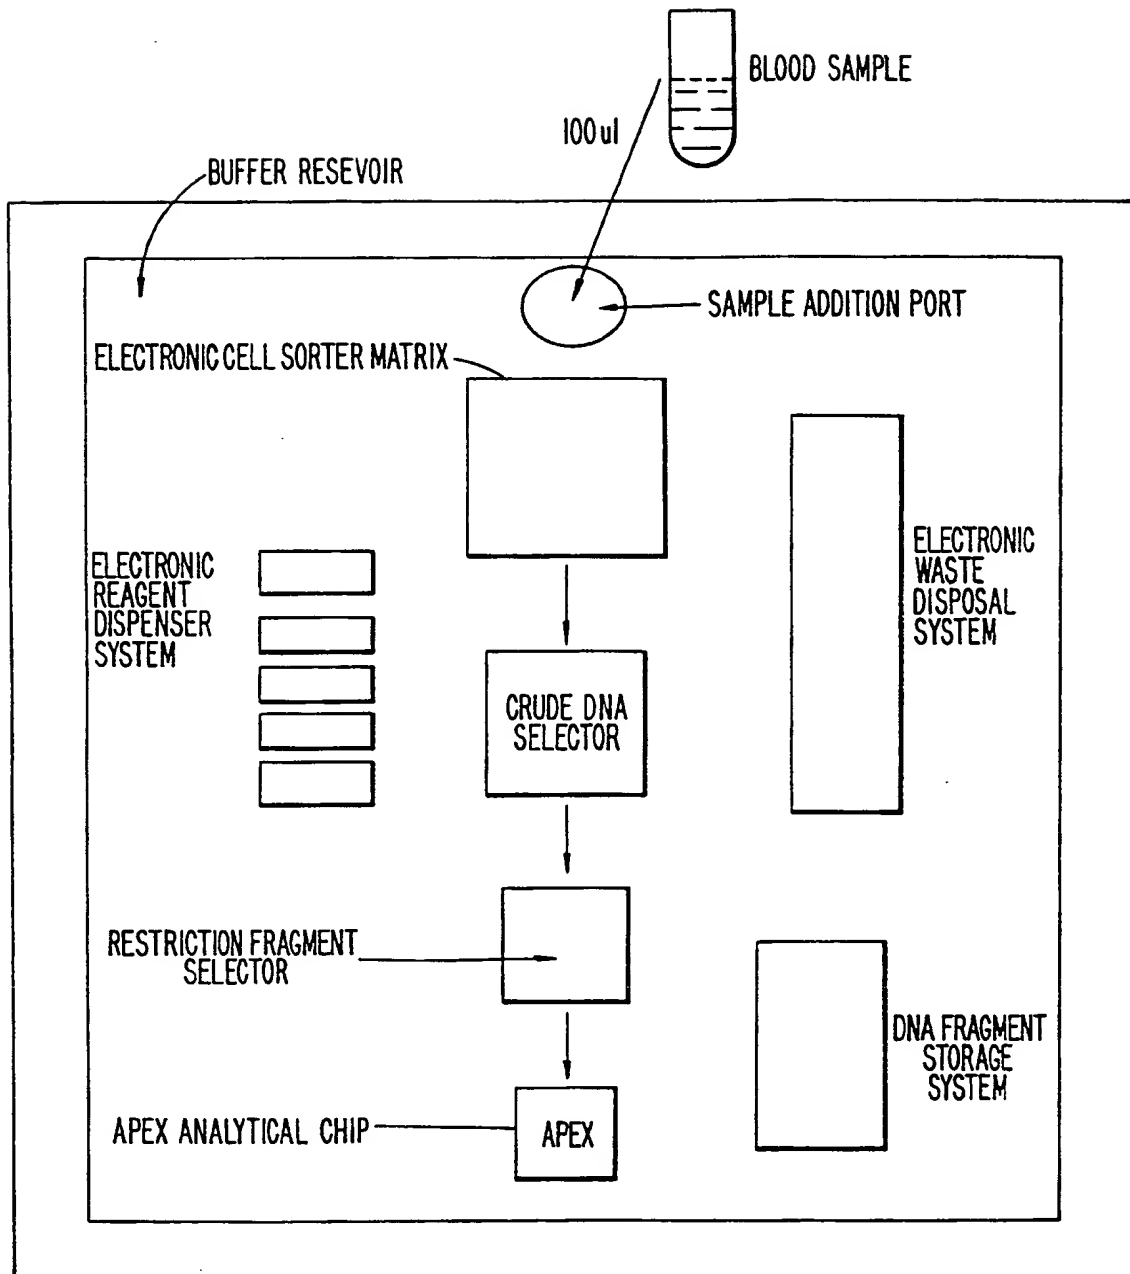 BLOOD SAMPLE
100 ul
BUFFER RESEVOIR
SAMPLE ADDITION PORT
ELECTRONIC CELL SORTER MATRIX
ELECTRONIC
REAGENT
DISPENSER
SYSTEM
ELECTRONIC
WASTE
DISPOSAL
SYSTEM
CRUDE DNA
SELECTOR
RESTRICTION FRAGMENT
SELECTOR
DNA FRAGMENT
STORAGE
SYSTEM
APEX ANALYTICAL CHIP
APEX